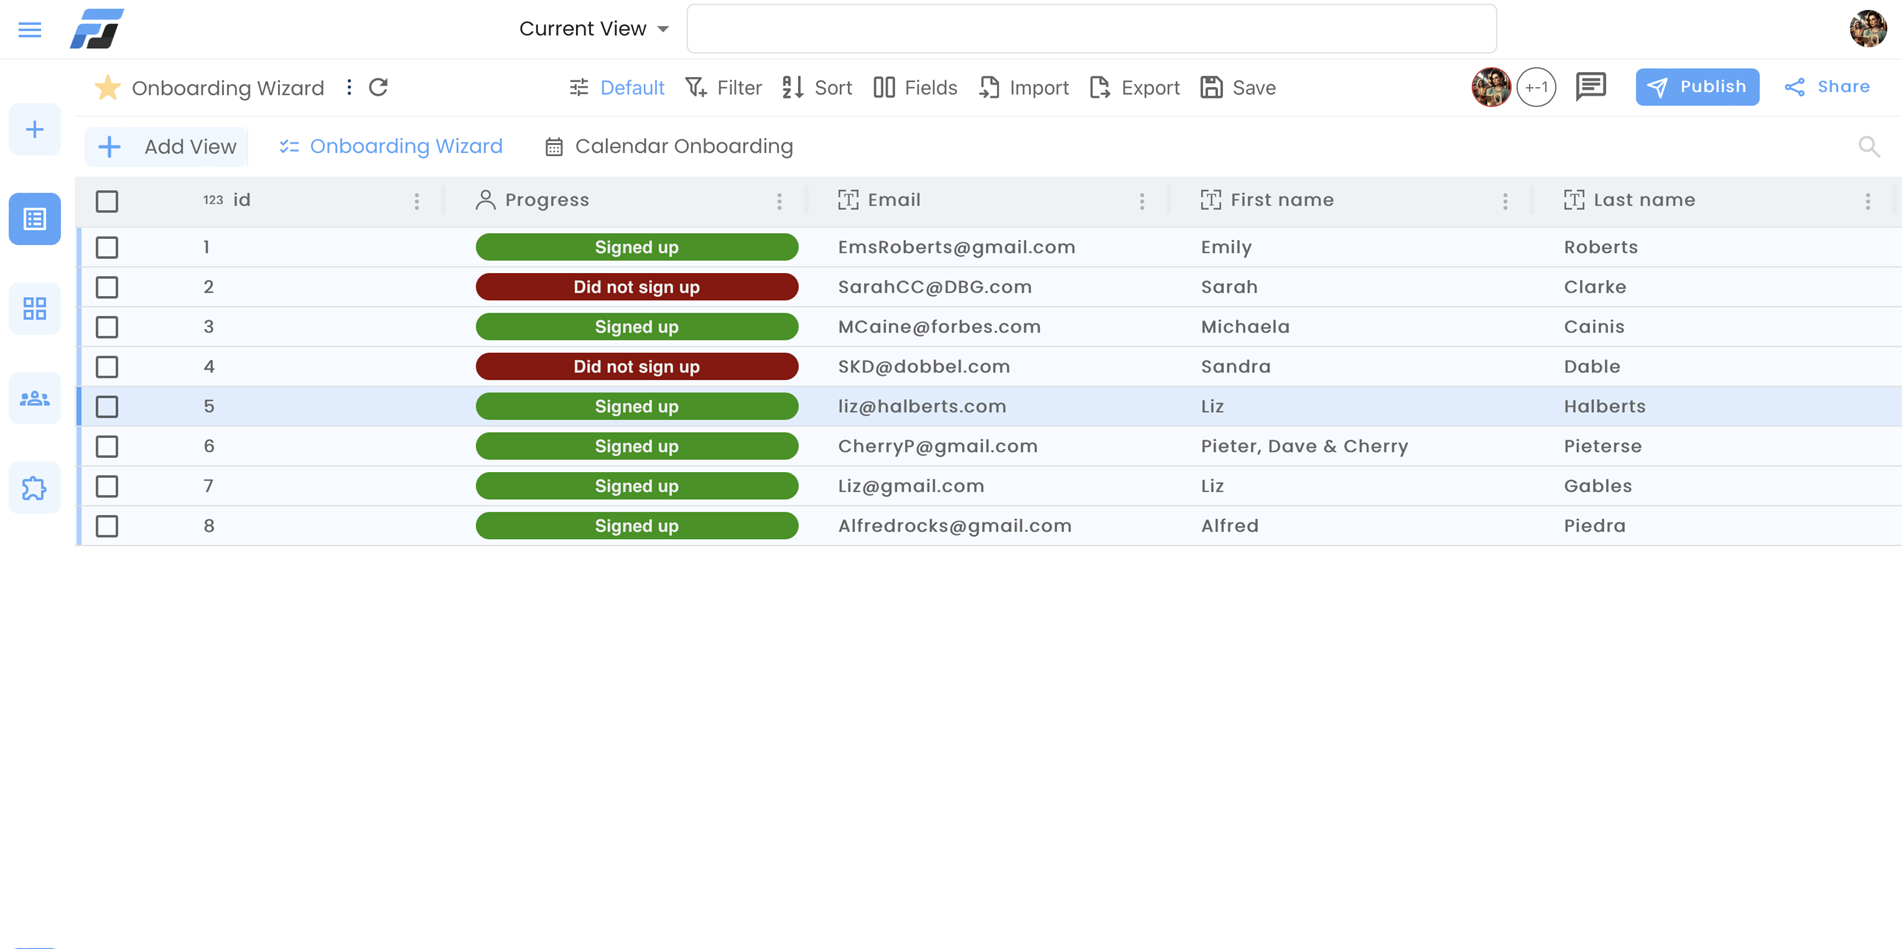 Current View
Onboarding Wizard
Default Filter Sort Fields Import Export Save
+-1
Publish
Share
Add View Onboarding Wizard Calendar Onboarding
123 id Progress Email First name Last name
1 Signed up EmsRoberts@gmail.com Emily Roberts
2 Did not sign up SarahCC@DBG.com Sarah Clarke
3 Signed up MCaine@forbes.com Michaela Cainis
4 Did not sign up SKD@dobbel.com Sandra Dable
5 Signed up liz@halberts.com Liz Halberts
6 Signed up CherryP@gmail.com Pieter, Dave & Cherry Pieterse
7 Signed up Liz@gmail.com Liz Gables
8 Signed up Alfredrocks@gmail.com Alfred Piedra